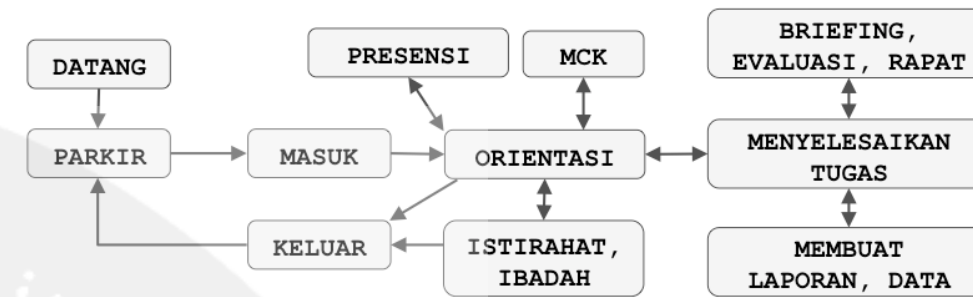 DATANG
PRESENSI
MCK
BRIEFING,
EVALUASI, RAPAT
PARKIR
MASUK
ORIENTASI
MENYELESAIKAN
TUGAS
KELUAR
ISTIRAHAT,
IBADAH
MEMBUAT
LAPORAN, DATA